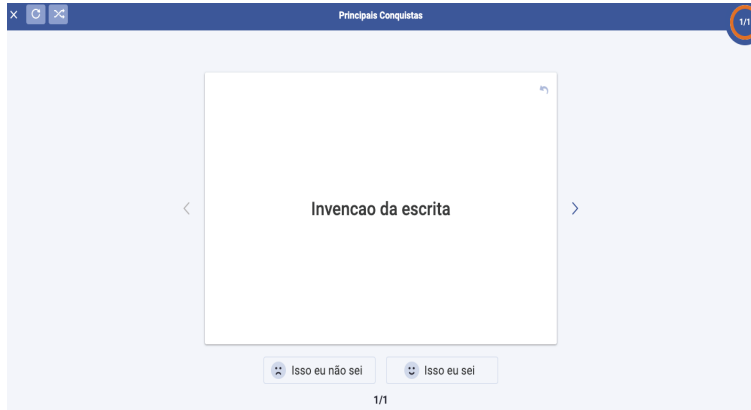 Principais Conquistas
1/1
Invencao da escrita
Isso eu não sei
Isso eu sei
1/1